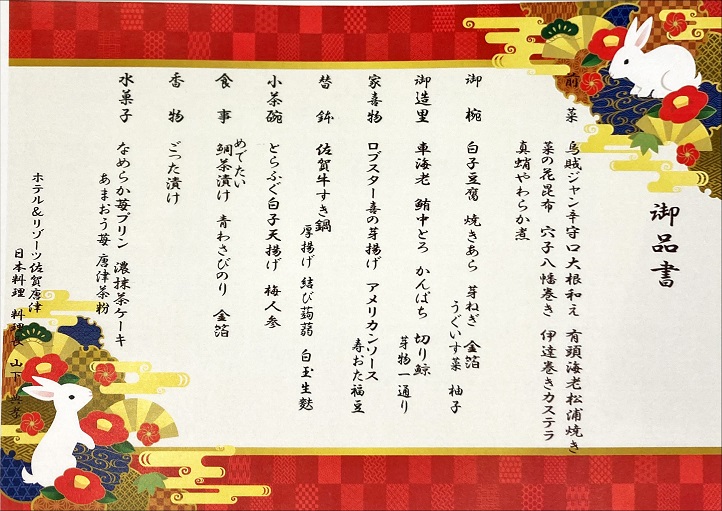 御品書
前菜 烏賊ジャン辛守口大根和え 有頭海老松浦焼き
菜の花昆布 穴子八幡巻き 伊達巻きカステラ
真蛸やわらか煮
御椀 白子豆腐 焼きあら 芽ねぎ 金箔
うぐいす菜 柚子
御造里 車海老 鮪中とろ かんぱち 切り鯨
芽物一通り
家喜物 ロブスター喜の芽揚げ アメリカンソース
寿おた福豆
替鉢 佐賀牛すき鍋
厚揚げ 結び蒟蒻 白玉生麩
小茶碗 とらふぐ白子天揚げ 梅人参
めでたい
食事 鯛茶漬け 青わさびのり 金箔
香物 ごった漬け
水菓子 なめらか苺プリン 濃抹茶ケーキ
あまおう苺 唐津茶粉
ホテル&リゾーツ佐賀唐津
日本料理 料理長 山下